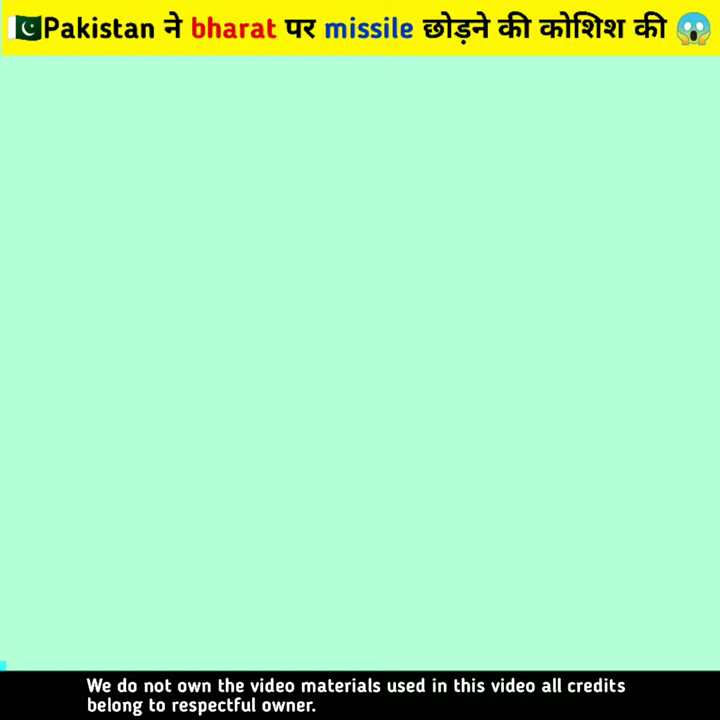 🇵🇰Pakistan ने bharat पर missile छोड़ने की कोशिश की 😱
We do not own the video materials used in this video all credits
belong to respectful owner.